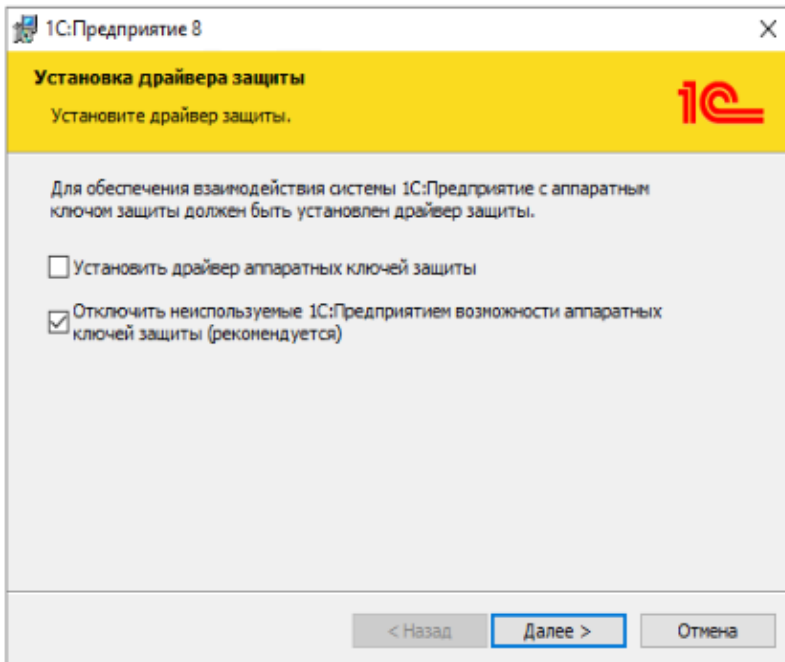 1С:Предприятие 8
Установка драйвера защиты
Установите драйвер защиты.
1С
Для обеспечения взаимодействия системы 1С:Предприятие с аппаратным
ключом защиты должен быть установлен драйвер защиты.
Установить драйвер аппаратных ключей защиты
Отключить неиспользуемые 1С:Предприятием возможности аппаратных
ключей защиты (рекомендуется)
< Назад
Далее >
Отмена